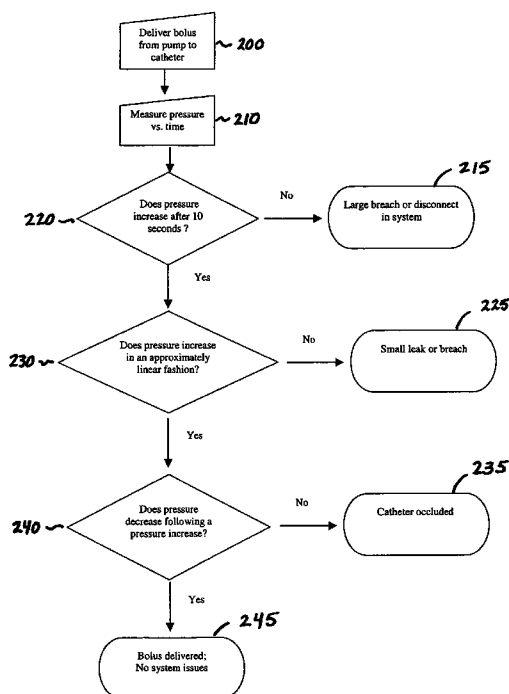 Deliver bolus
from pump to
catheter
200
Measure pressure
vs. time
210
Does pressure
increase after 10
seconds ?
220
No
Large breach or disconnect
in system
215
Yes
Does pressure increase
in an approximately
linear fashion?
230
No
Small leak or breach
225
Yes
Does pressure
decrease following a
pressure increase?
240
No
Catheter occluded
235
Yes
Bolus delivered;
No system issues
245